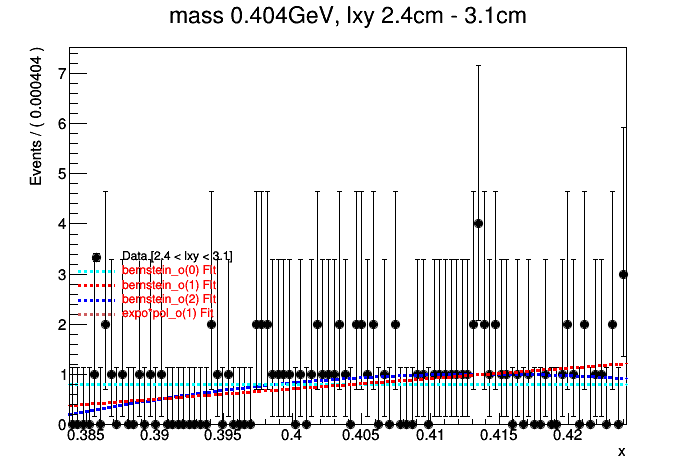 mass 0.404GeV, lxy 2.4cm - 3.1cm
Events / ( 0.000404 )
7
6
5
4
3
2
1
0
Data [2.4 < lxy < 3.1]
bernstein_o(0) Fit
bernstein_o(1) Fit
bernstein_o(2) Fit
expo*pol_o(1) Fit
0.385 0.39 0.395 0.4 0.405 0.41 0.415 0.42
x